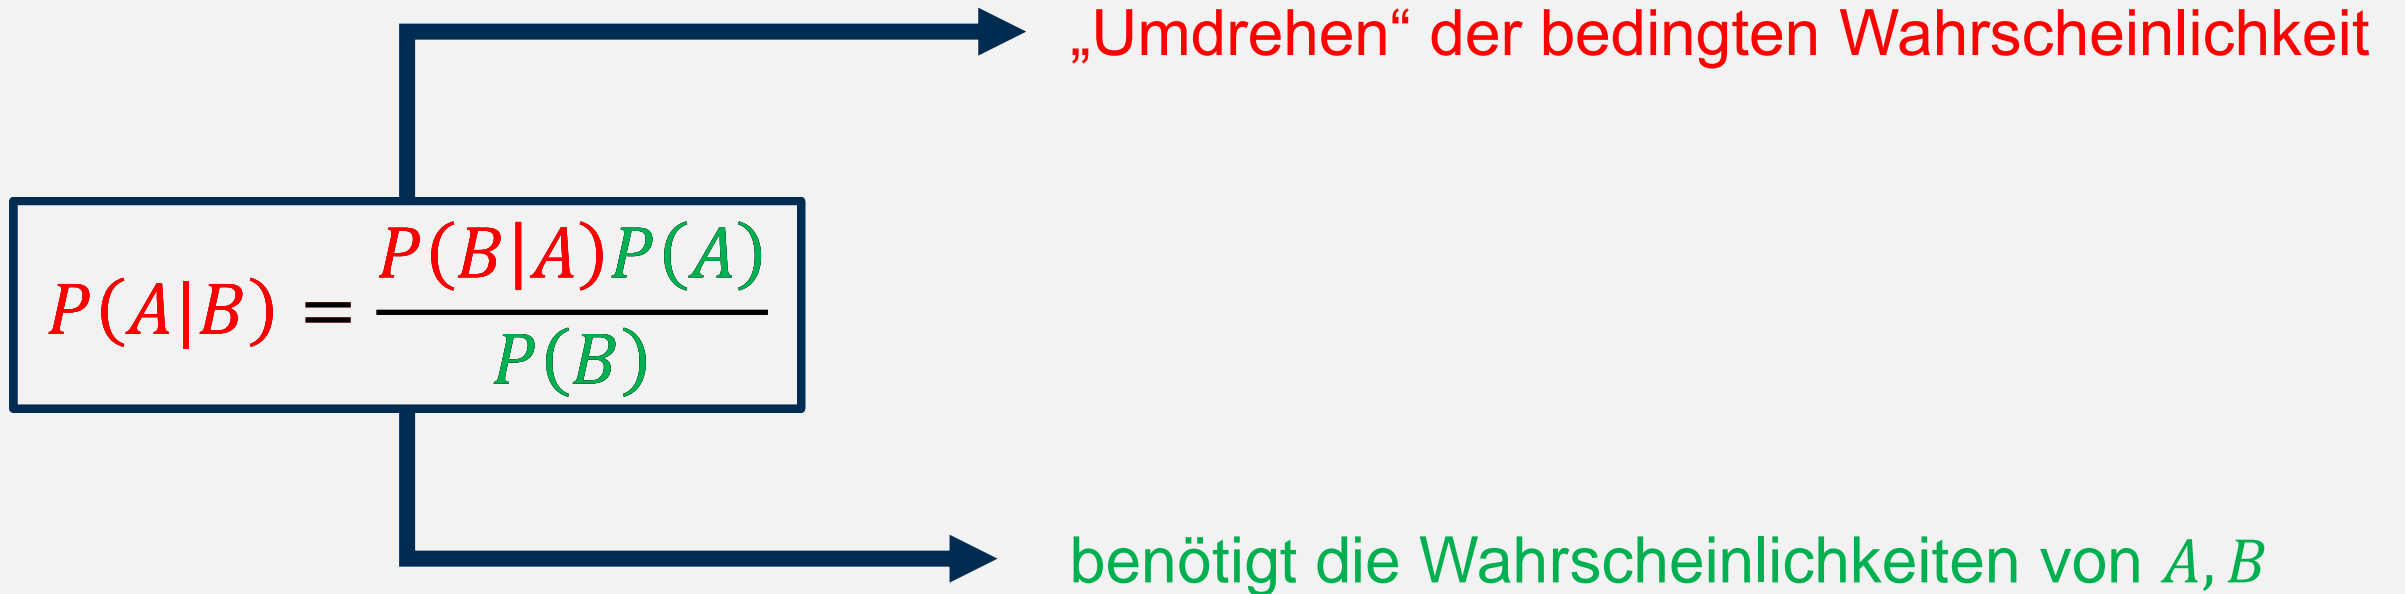 „Umdrehen“ der bedingten Wahrscheinlichkeit
P(A|B) = P(B|A)P(A) / P(B)
benötigt die Wahrscheinlichkeiten von A, B